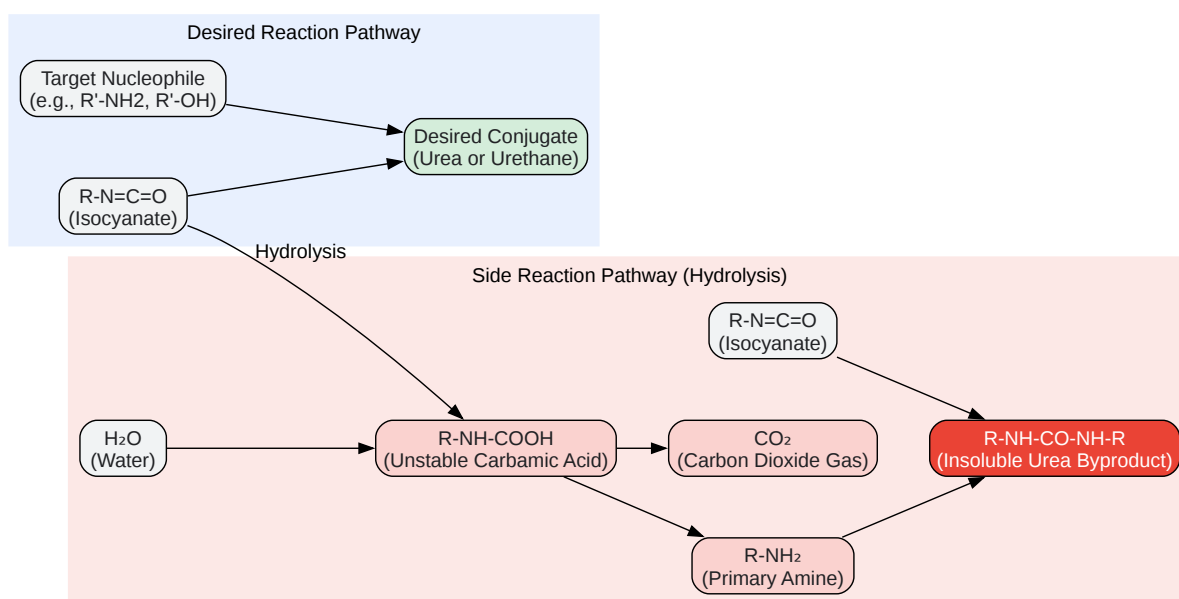 Desired Reaction Pathway
Target Nucleophile
(e.g., R'-NH2, R'-OH)
Desired Conjugate
(Urea or Urethane)
R-N=C=O
(Isocyanate)
Hydrolysis
Side Reaction Pathway (Hydrolysis)
R-N=C=O
(Isocyanate)
H₂O
(Water)
R-NH-COOH
(Unstable Carbamic Acid)
CO₂
(Carbon Dioxide Gas)
R-NH-CO-NH-R
(Insoluble Urea Byproduct)
R-NH₂
(Primary Amine)